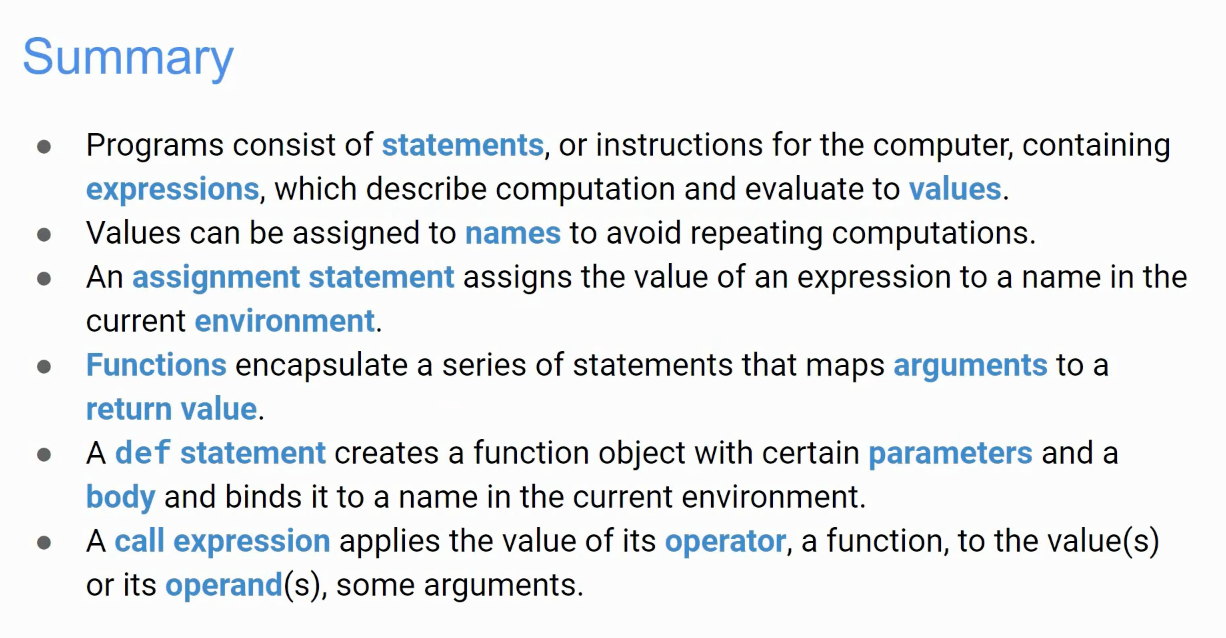 Summary
● Programs consist of statements, or instructions for the computer, containing
expressions, which describe computation and evaluate to values.
● Values can be assigned to names to avoid repeating computations.
● An assignment statement assigns the value of an expression to a name in the
current environment.
● Functions encapsulate a series of statements that maps arguments to a
return value.
● A def statement creates a function object with certain parameters and a
body and binds it to a name in the current environment.
● A call expression applies the value of its operator, a function, to the value(s)
or its operand(s), some arguments.